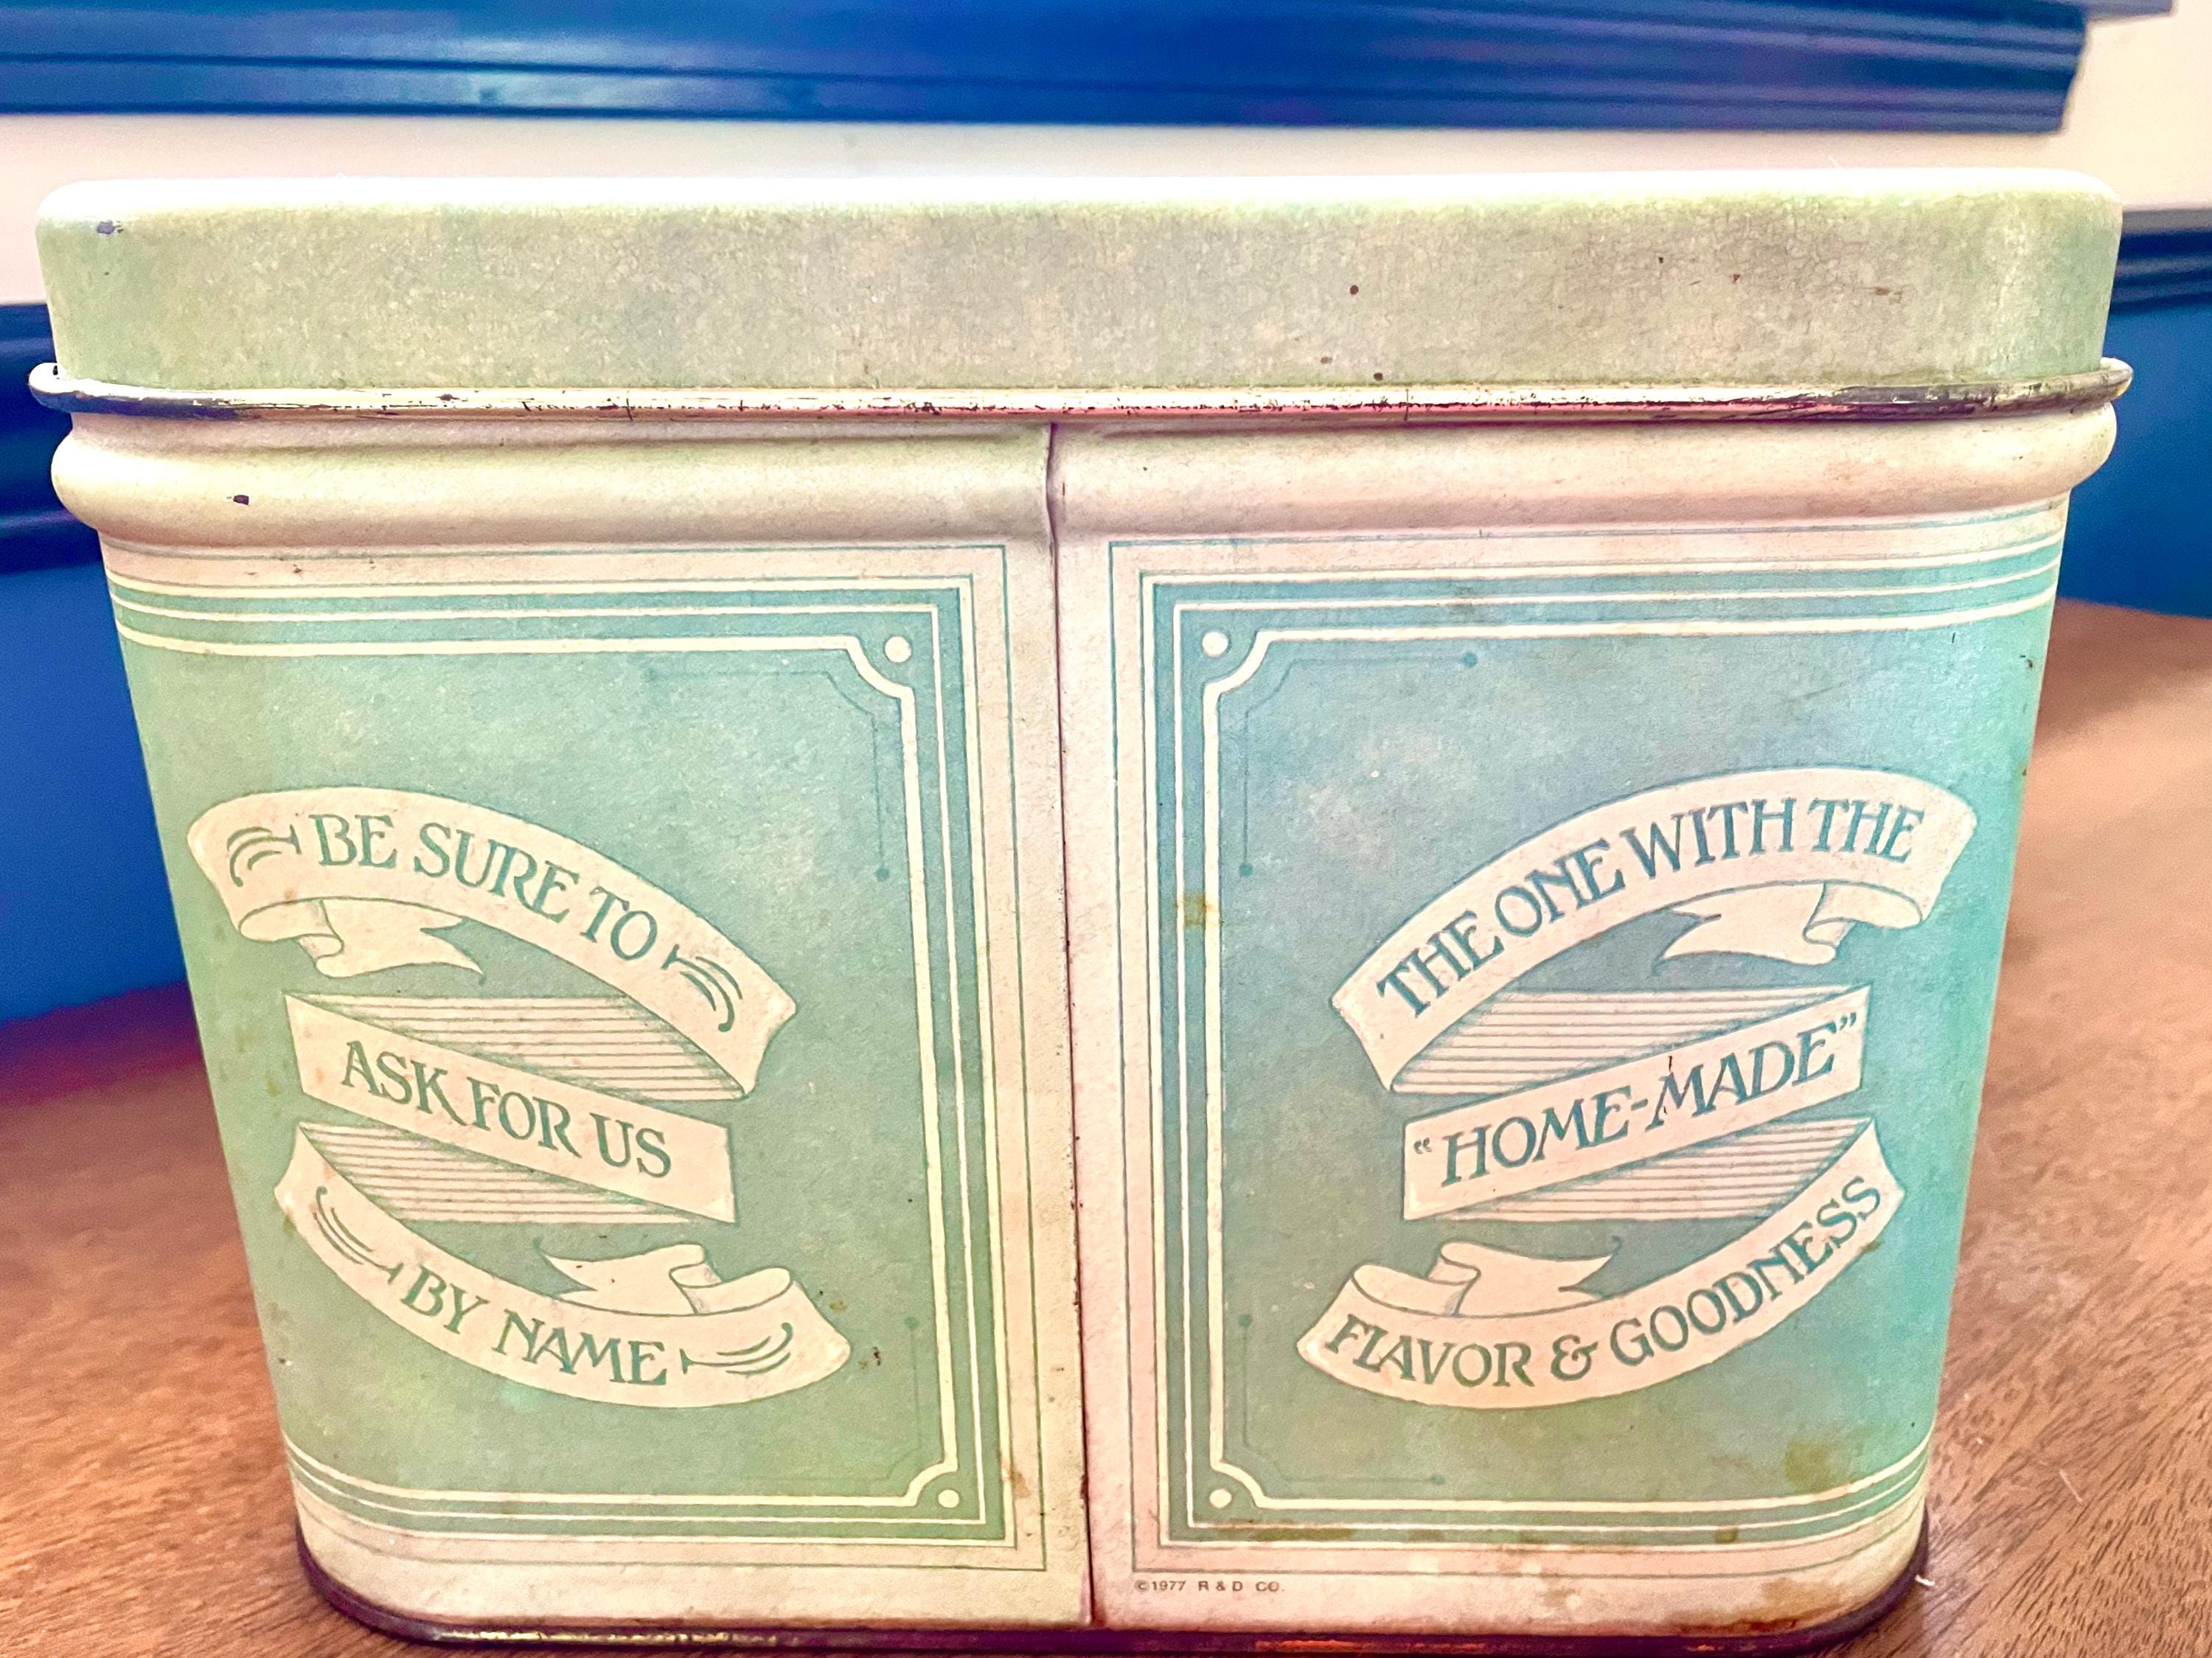 BE SURE TO
ASK FOR US
BY NAME
THE ONE WITH THE
"HOME-MADE"
FLAVOR & GOODNESS
©1977 R & D CO.